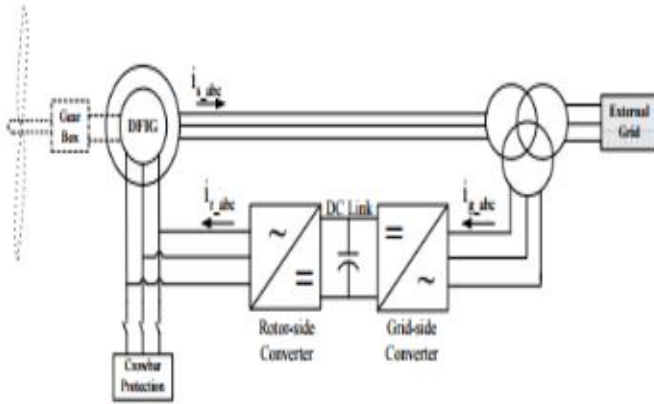 i_s_abc
Gear
Box
DFIG
External
Grid
i_r_abc
DC Link
i_g_abc
~
=
=
~
Rotor-side
Converter
Grid-side
Converter
Crowbar
Protection